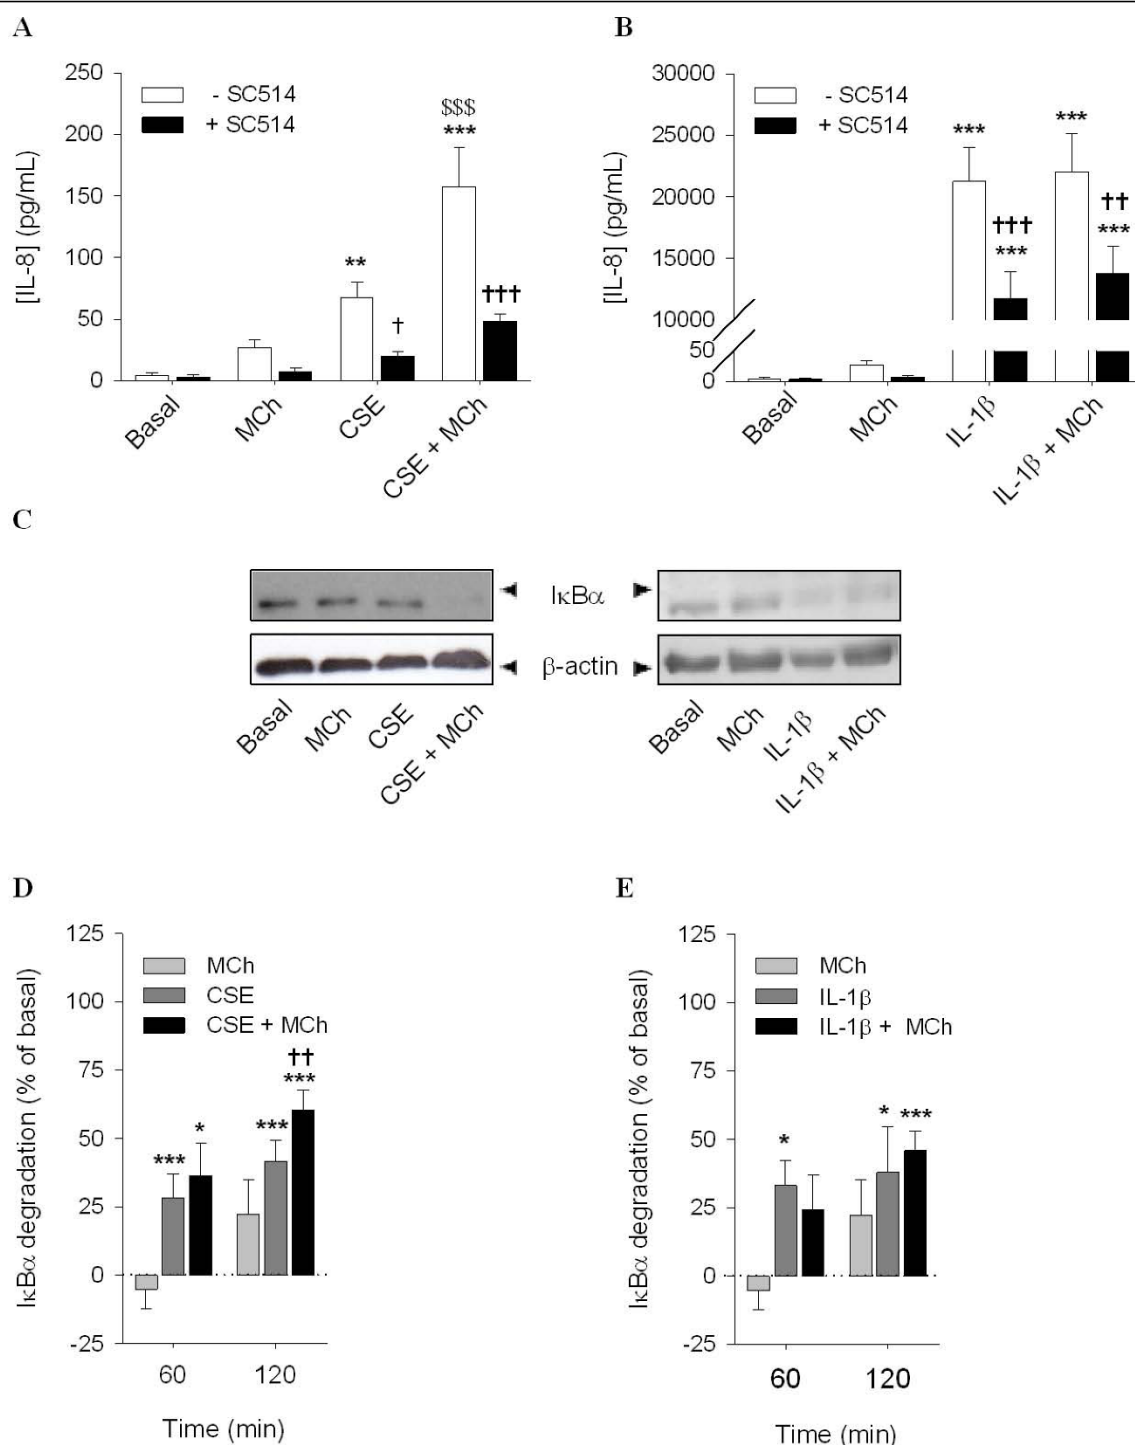 A
250
200
150
100
50
0
[IL-8] (pg/mL)
- SC514
+ SC514
**
†
$$$
***
†††
Basal
MCh
CSE
CSE + MCh
B
30000
25000
20000
15000
10000
50
0
[IL-8] (pg/mL)
- SC514
+ SC514
***
†††
***
***
††
***
Basal
MCh
IL-1β
IL-1β + MCh
C
IκBα
β-actin
Basal
MCh
CSE
CSE + MCh
Basal
MCh
IL-1β
IL-1β + MCh
D
125
100
75
50
25
0
-25
IκBα degradation (% of basal)
MCh
CSE
CSE + MCh
***
*
***
††
***
60
120
Time (min)
E
125
100
75
50
25
0
-25
IκBα degradation (% of basal)
MCh
IL-1β
IL-1β + MCh
*
*
***
60
120
Time (min)